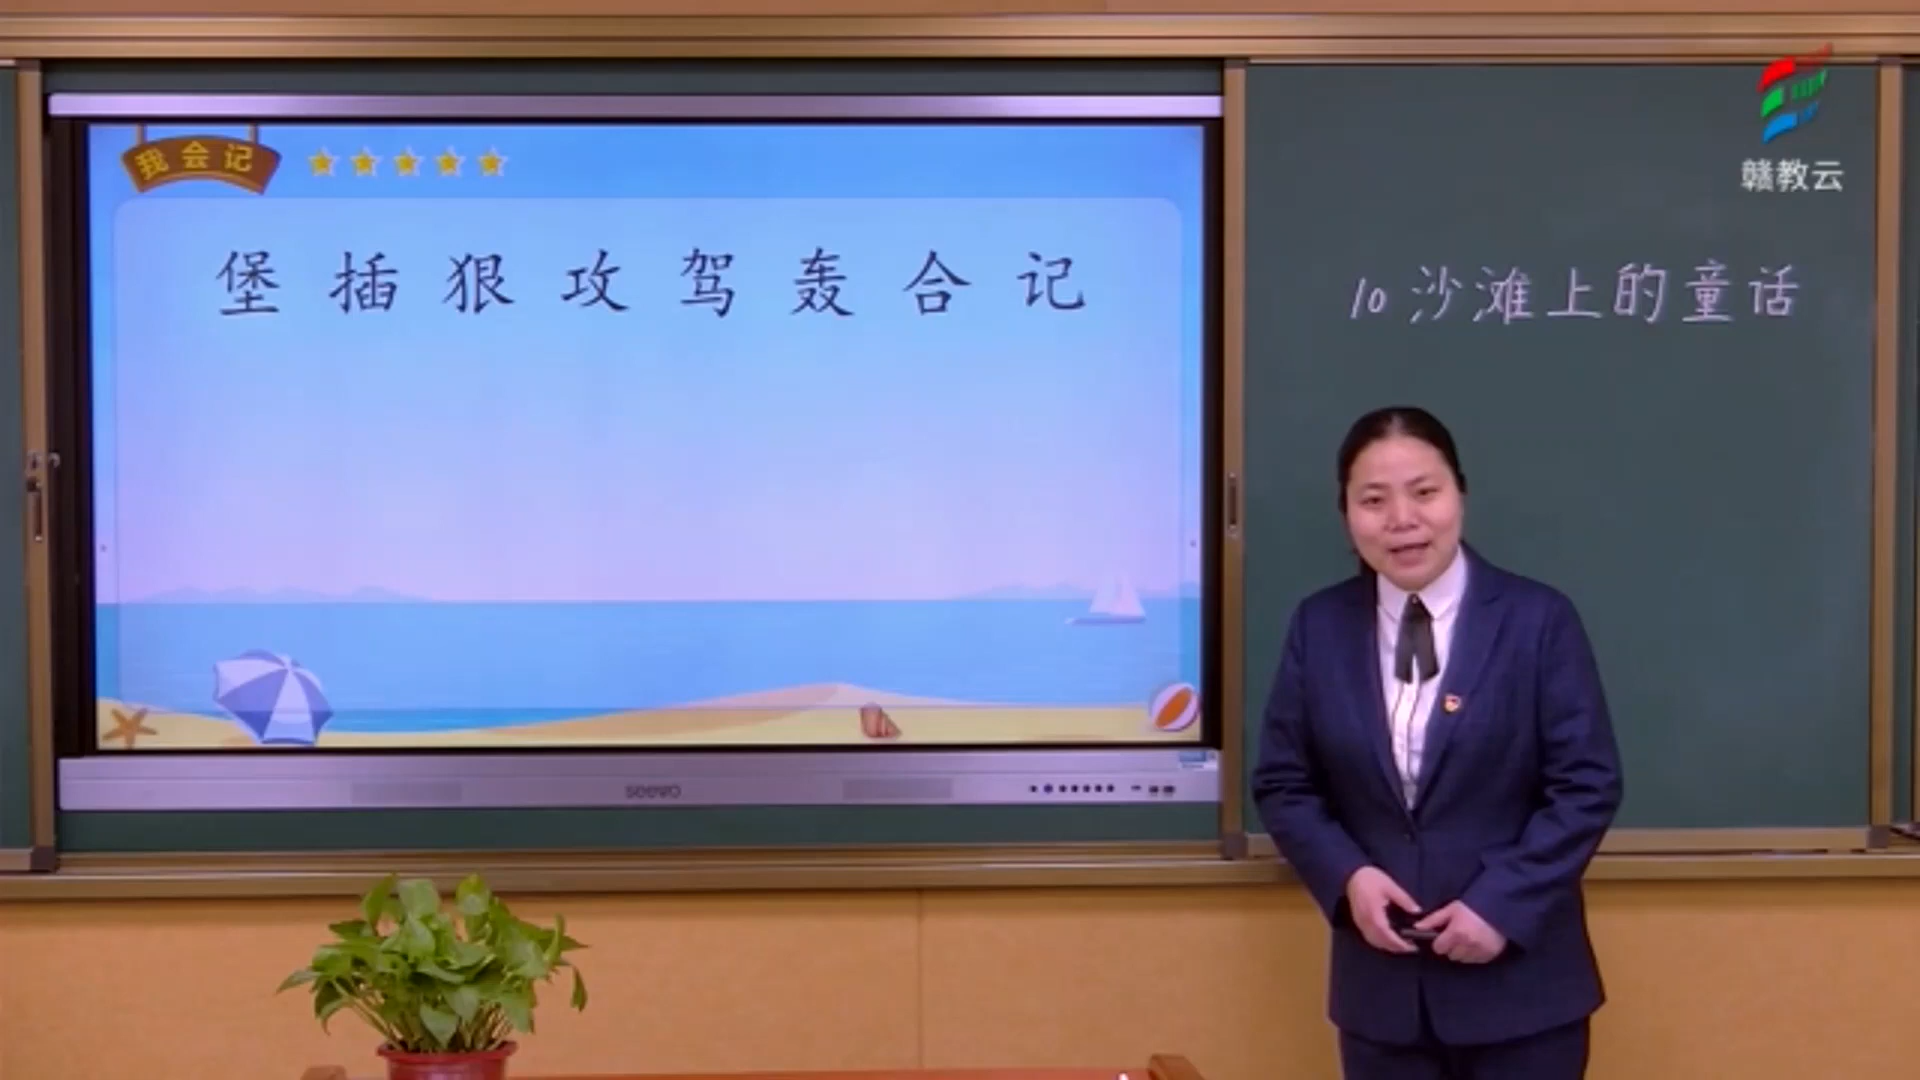 我会记
堡 插 狠 攻 驾 轰 合 记
赣教云
10 沙滩上的童话
seewo